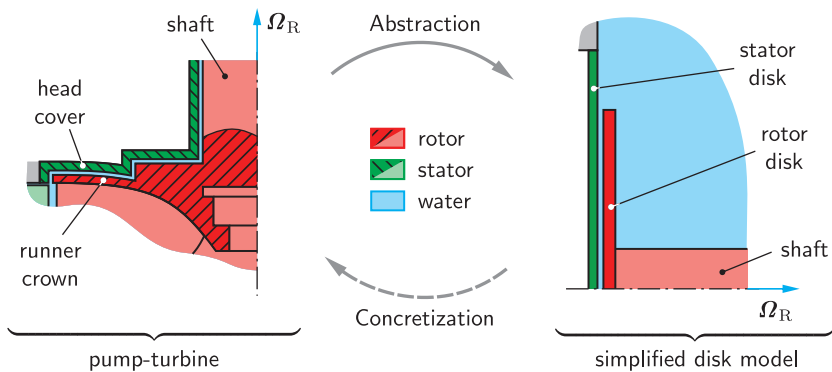 shaft
Ω_R
head
cover
runner
crown
pump-turbine
Abstraction
rotor
stator
water
Concretization
stator
disk
rotor
disk
shaft
Ω_R
simplified disk model